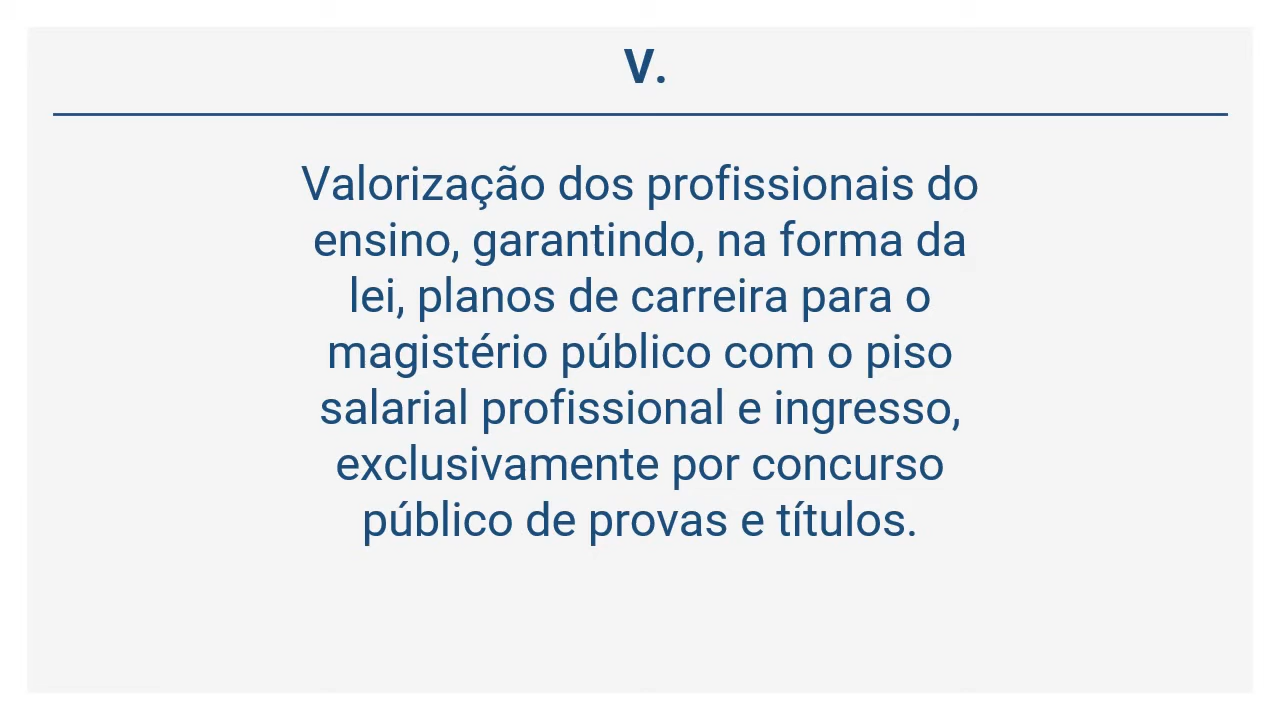 V.
Valorização dos profissionais do
ensino, garantindo, na forma da
lei, planos de carreira para o
magistério público com o piso
salarial profissional e ingresso,
exclusivamente por concurso
público de provas e títulos.